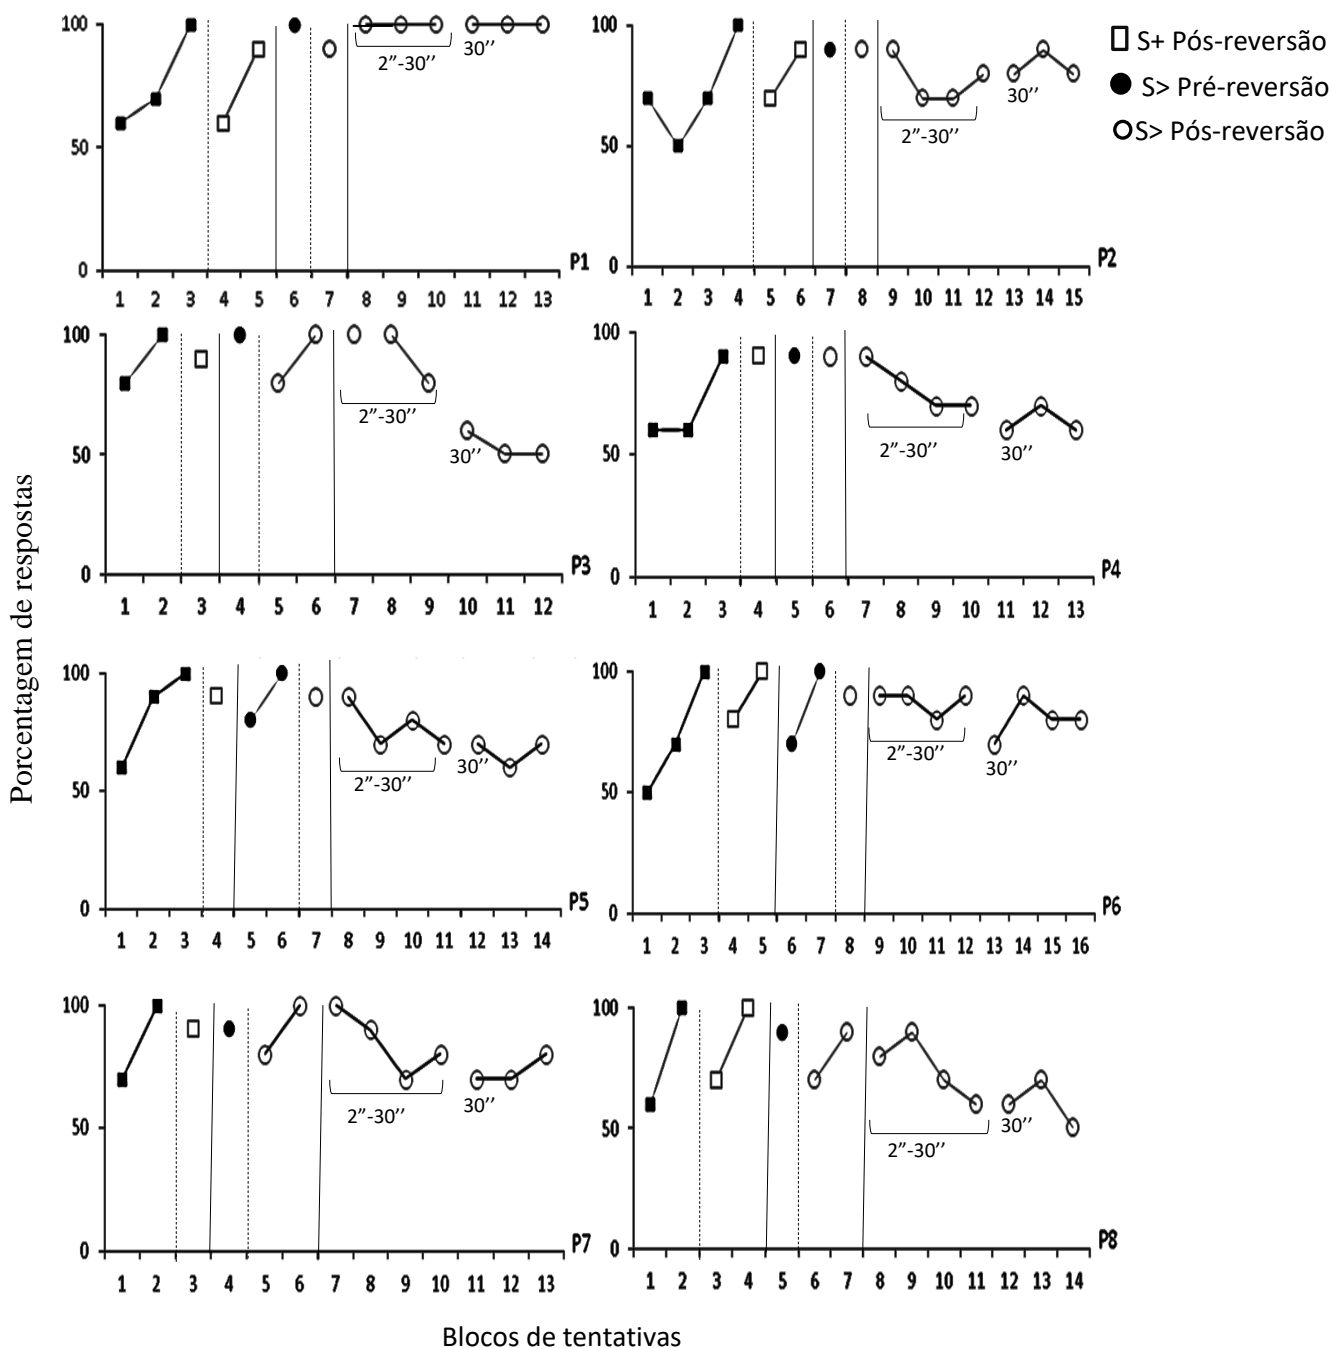 100
50
0
2’’-30’’
30’’
P1
1 2 3 4 5 6 7 8 9 10 11 12 13
100
50
0
2’’-30’’
30’’
P2
1 2 3 4 5 6 7 8 9 10 11 12 13 14 15
S+ Pós-reversão
S> Pré-reversão
S> Pós-reversão
100
50
0
2’’-30’’
30’’
P3
1 2 3 4 5 6 7 8 9 10 11 12
100
50
0
2’’-30’’
30’’
P4
1 2 3 4 5 6 7 8 9 10 11 12 13
Porcentagem de respostas
100
50
0
2’’-30’’
30’’
P5
1 2 3 4 5 6 7 8 9 10 11 12 13 14
100
50
0
2’’-30’’
30’’
P6
1 2 3 4 5 6 7 8 9 10 11 12 13 14 15 16
100
50
0
2’’-30’’
30’’
P7
1 2 3 4 5 6 7 8 9 10 11 12 13
100
50
0
2’’-30’’
30’’
P8
1 2 3 4 5 6 7 8 9 10 11 12 13 14
Blocos de tentativas